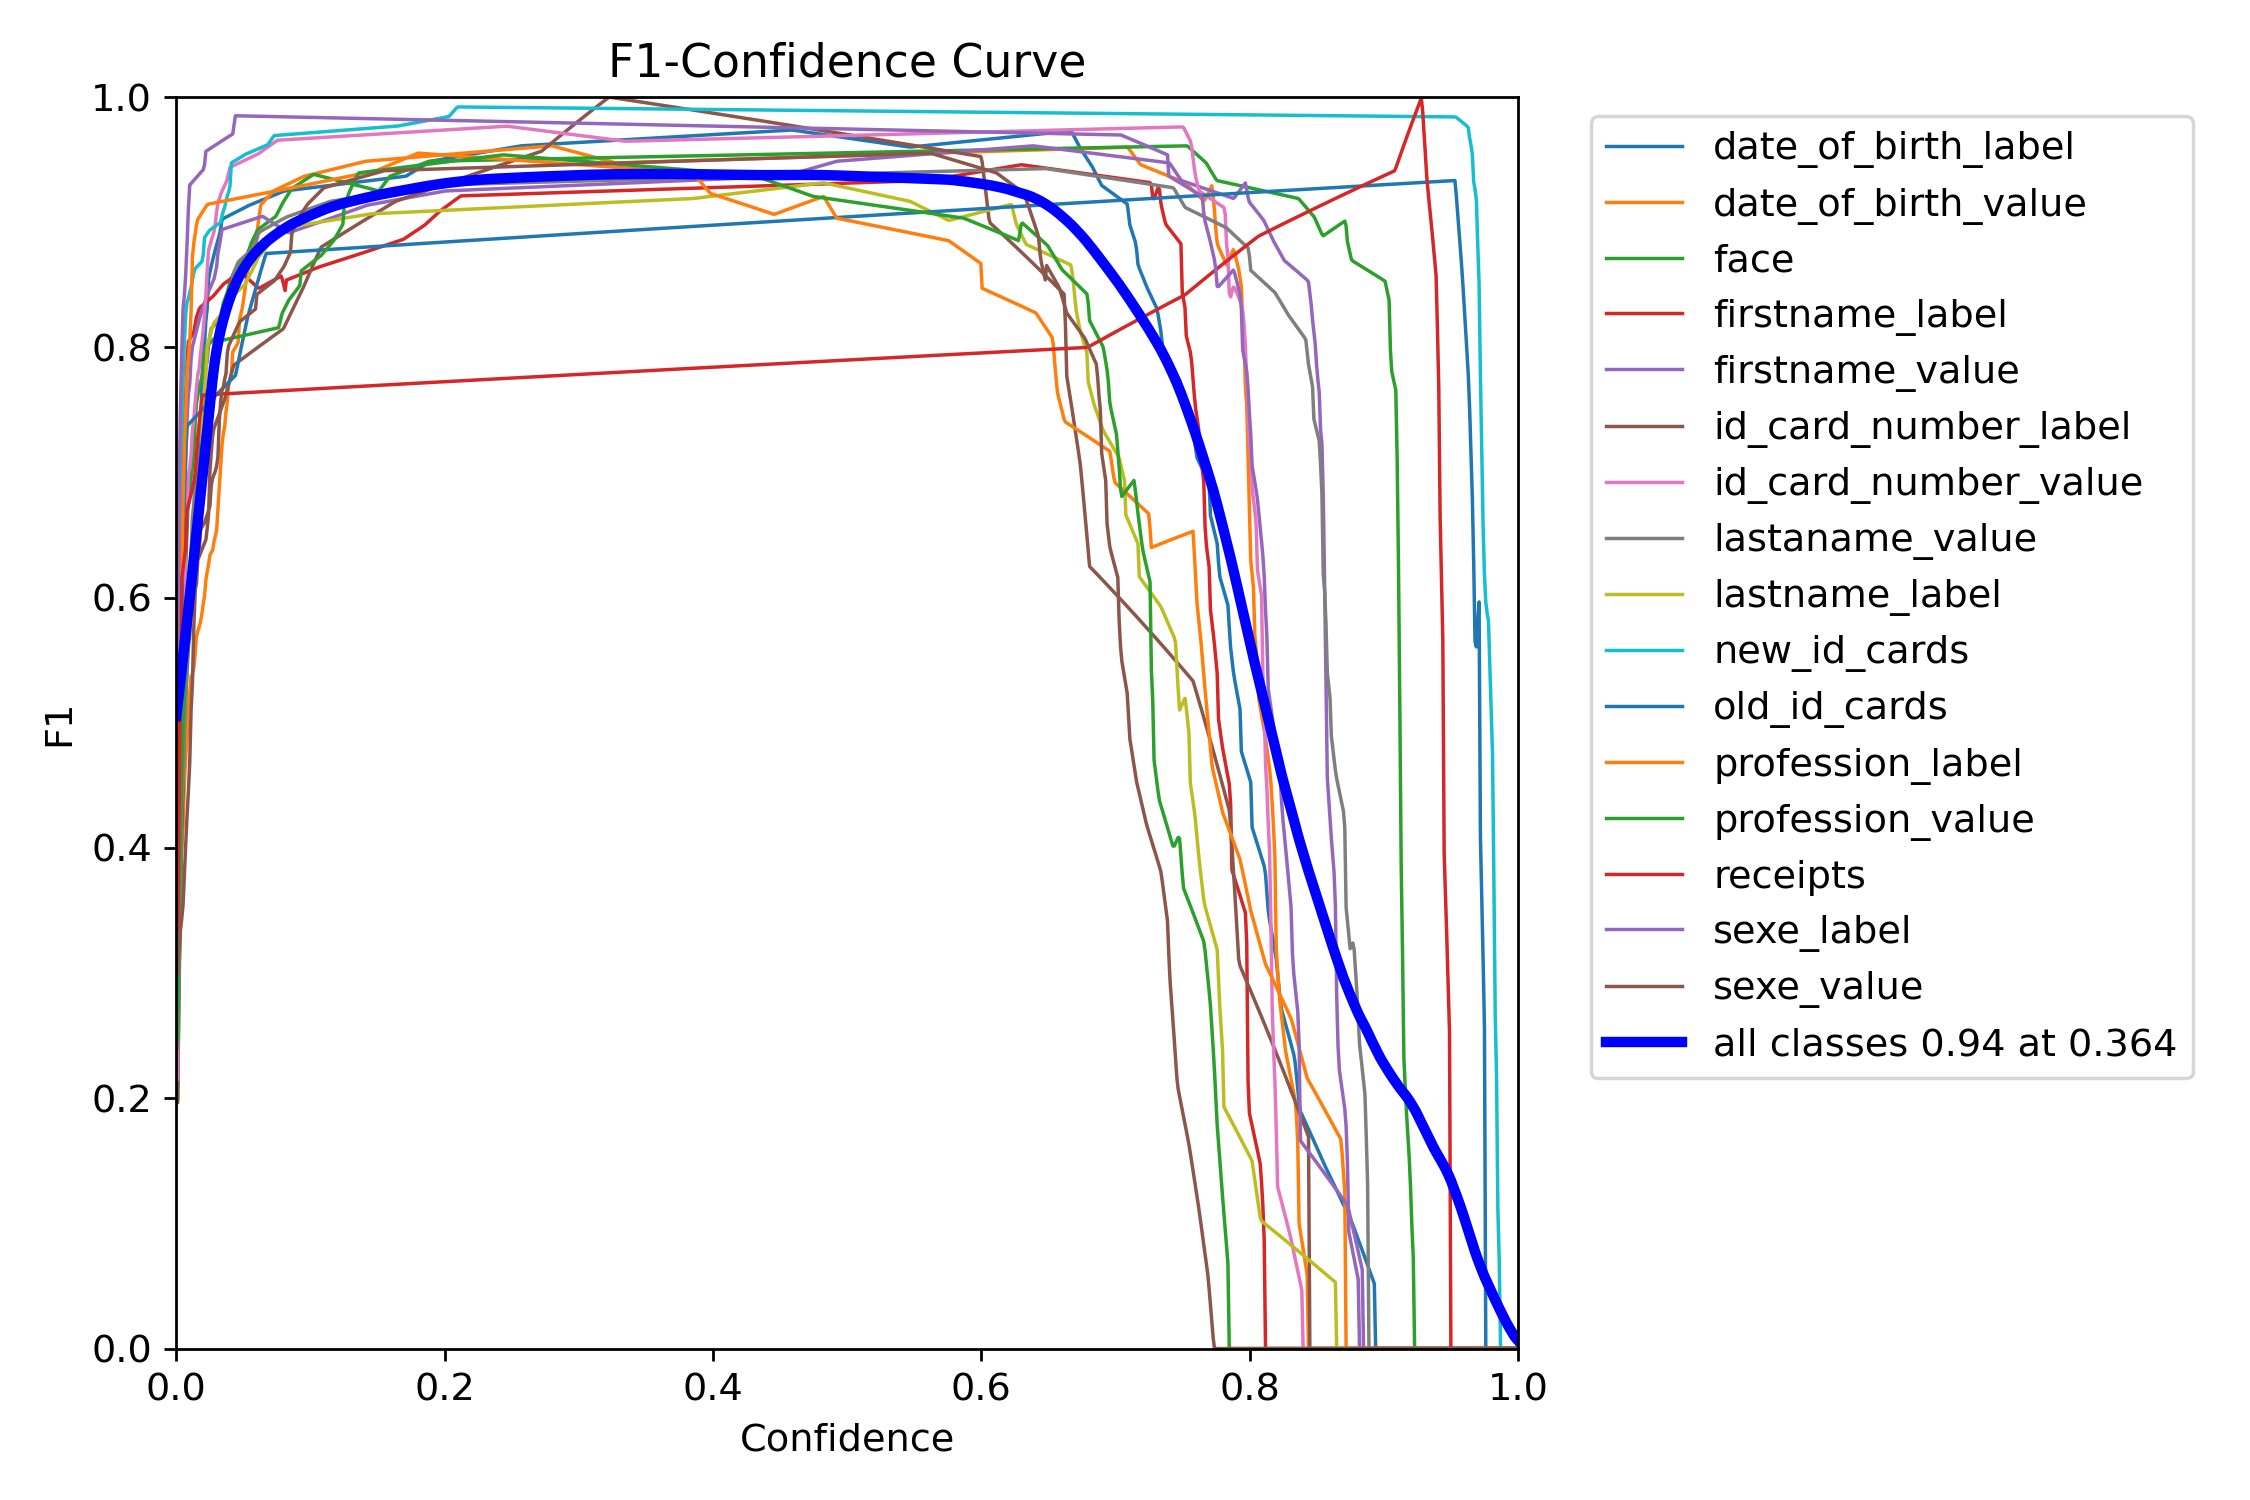 F1-Confidence Curve
1.0
0.8
0.6
0.4
0.2
0.0
F1
0.0 0.2 0.4 0.6 0.8 1.0
Confidence
date_of_birth_label
date_of_birth_value
face
firstname_label
firstname_value
id_card_number_label
id_card_number_value
lastaname_value
lastname_label
new_id_cards
old_id_cards
profession_label
profession_value
receipts
sexe_label
sexe_value
all classes 0.94 at 0.364